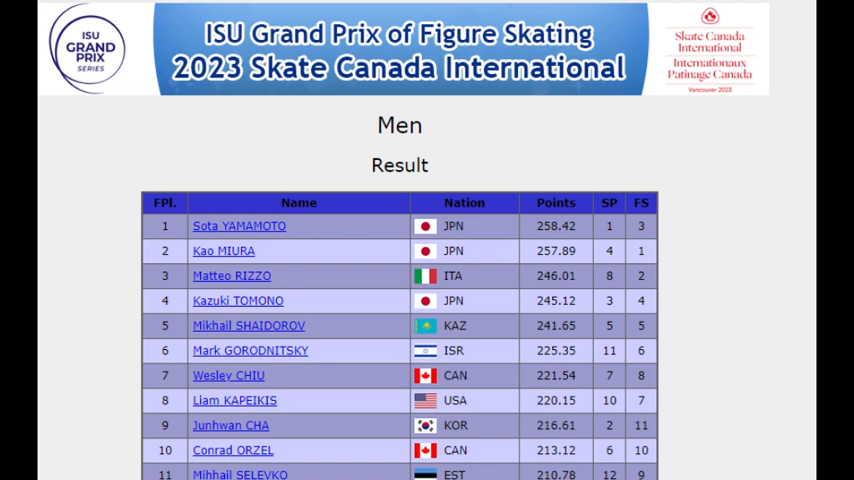 ISU
GRAND
PRIX
SERIES
ISU Grand Prix of Figure Skating
2023 Skate Canada International
Skate Canada
International
Internationaux
Patinage Canada
Vancouver 2023
Men
Result
FPl. Name Nation Points SP FS
1 Sota YAMAMOTO JPN 258.42 1 3
2 Kao MIURA JPN 257.89 4 1
3 Matteo RIZZO ITA 246.01 8 2
4 Kazuki TOMONO JPN 245.12 3 4
5 Mikhail SHAIDOROV KAZ 241.65 5 5
6 Mark GORODNITSKY ISR 225.35 11 6
7 Wesley CHIU CAN 221.54 7 8
8 Liam KAPEIKIS USA 220.15 10 7
9 Junhwan CHA KOR 216.61 2 11
10 Conrad ORZEL CAN 213.12 6 10
11 Mihhail SELEVKO EST 210.78 12 9